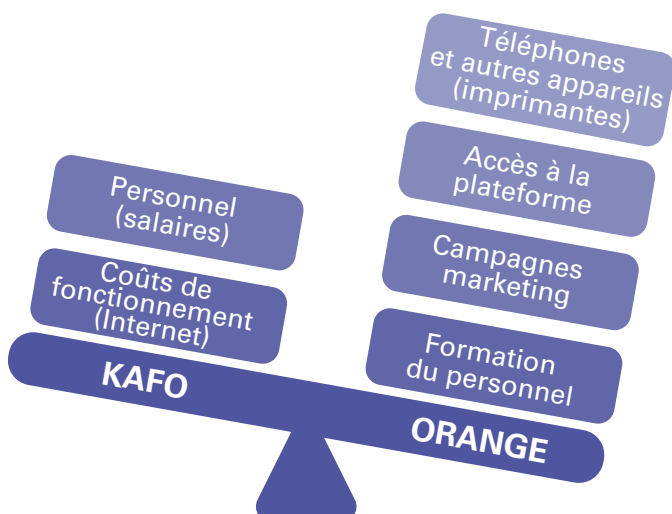 Personnel
(salaires)
Coûts de
fonctionnement
(Internet)
KAFO
Téléphones
et autres appareils
(imprimantes)
Accès à la
plateforme
Campagnes
marketing
Formation
du personnel
ORANGE